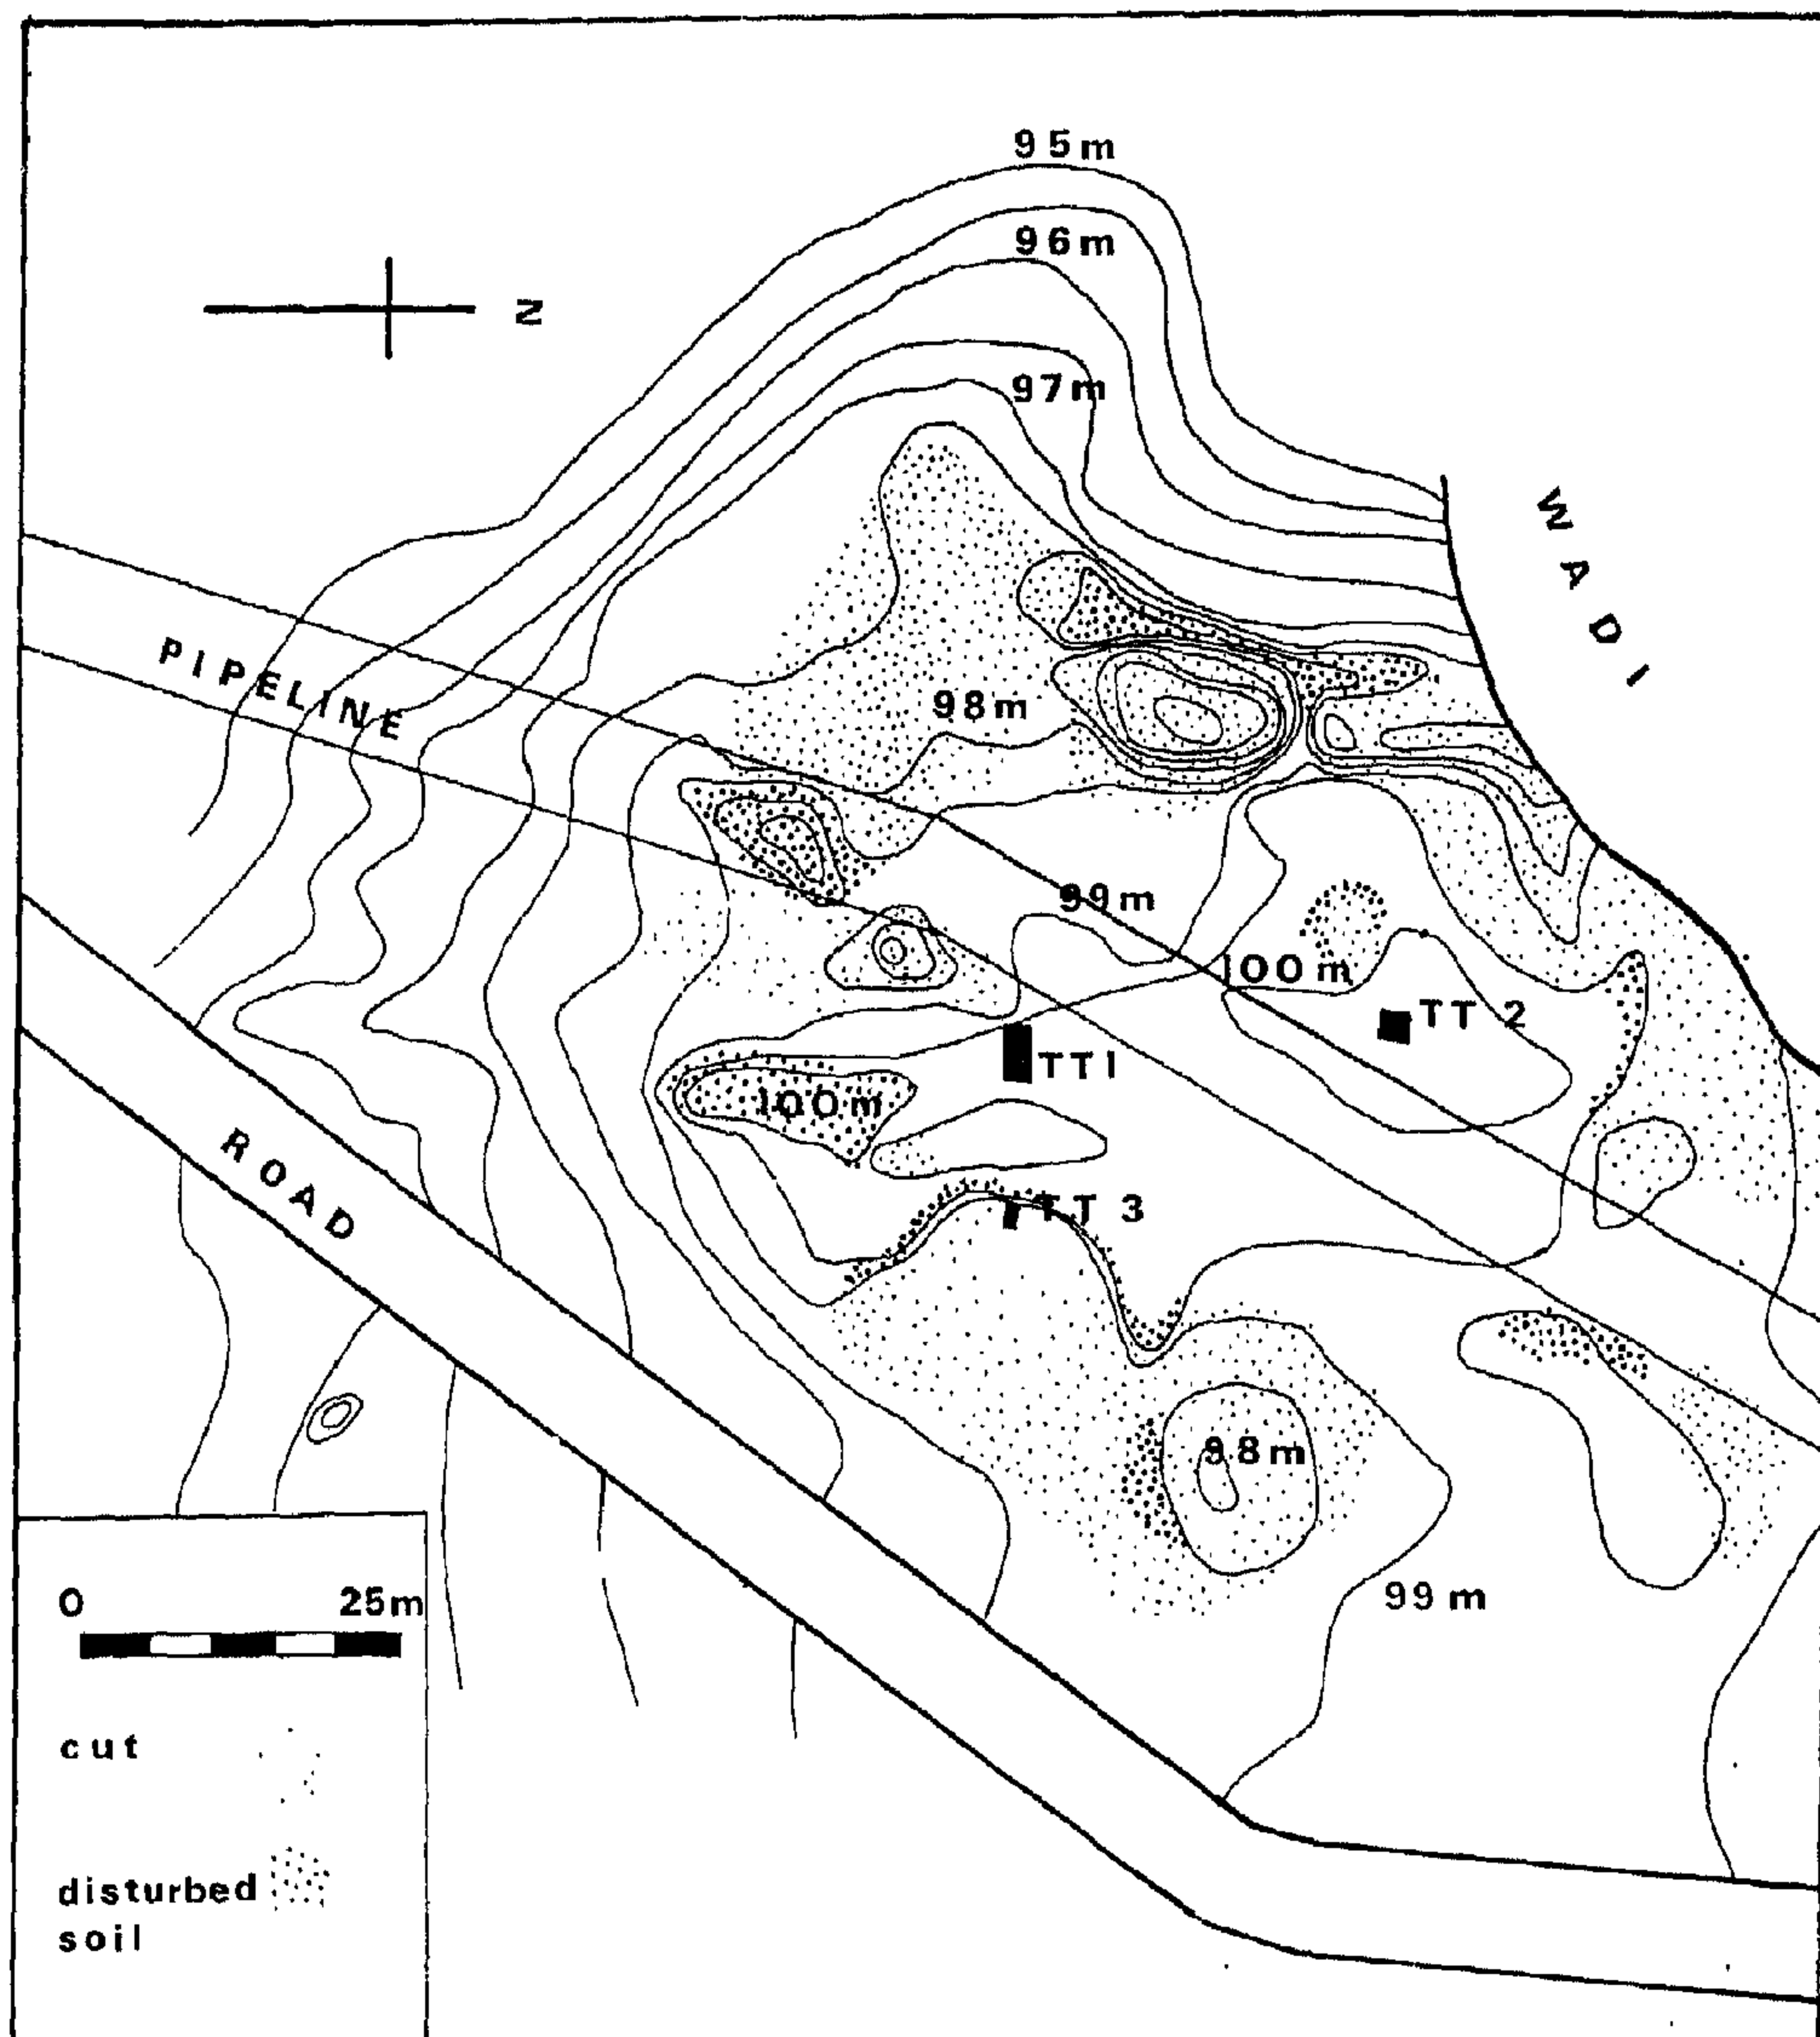 95m
96m
N
97m
WADI
PIPELINE
98m
99m
100m
TT 2
TT1
100m
ROAD
TT 3
98m
99m
0 25m
cut
disturbed
soil